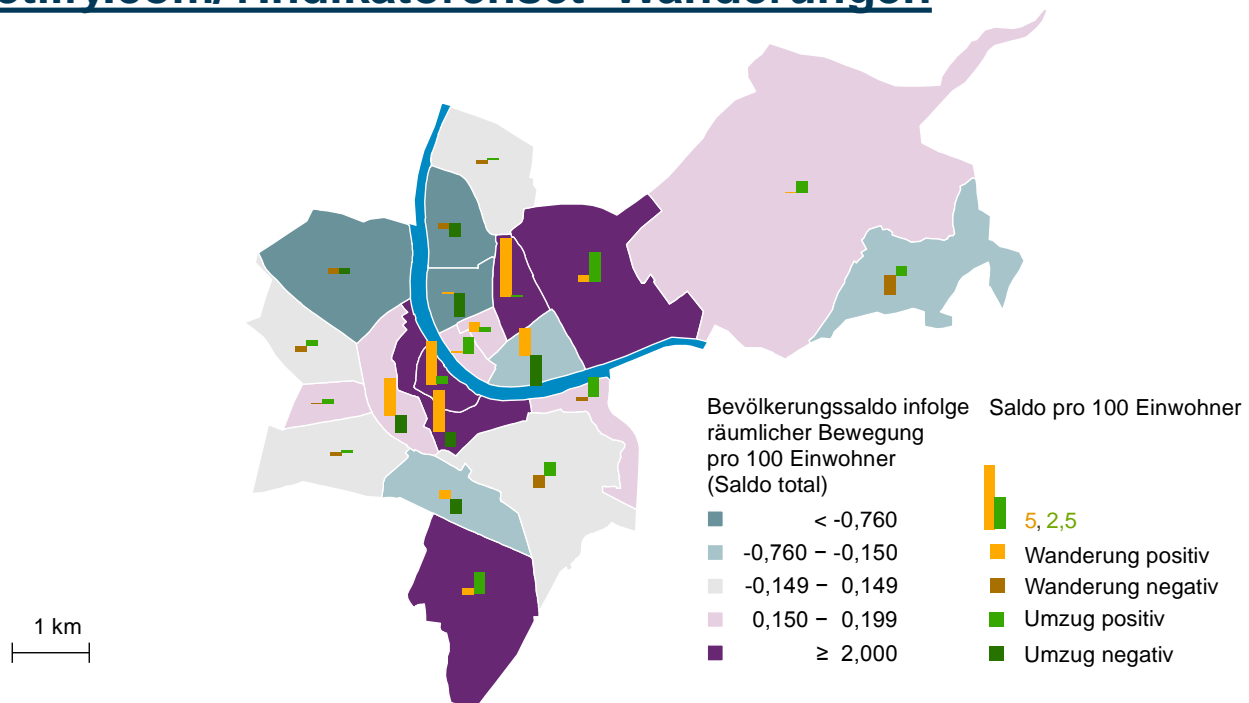 Wanderungen
Bevölkerungssaldo infolge
räumlicher Bewegung
pro 100 Einwohner
(Saldo total)
< -0,760
-0,760 – -0,150
-0,149 – 0,149
0,150 – 0,199
≥ 2,000
Saldo pro 100 Einwohner
5, 2,5
Wanderung positiv
Wanderung negativ
Umzug positiv
Umzug negativ
1 km